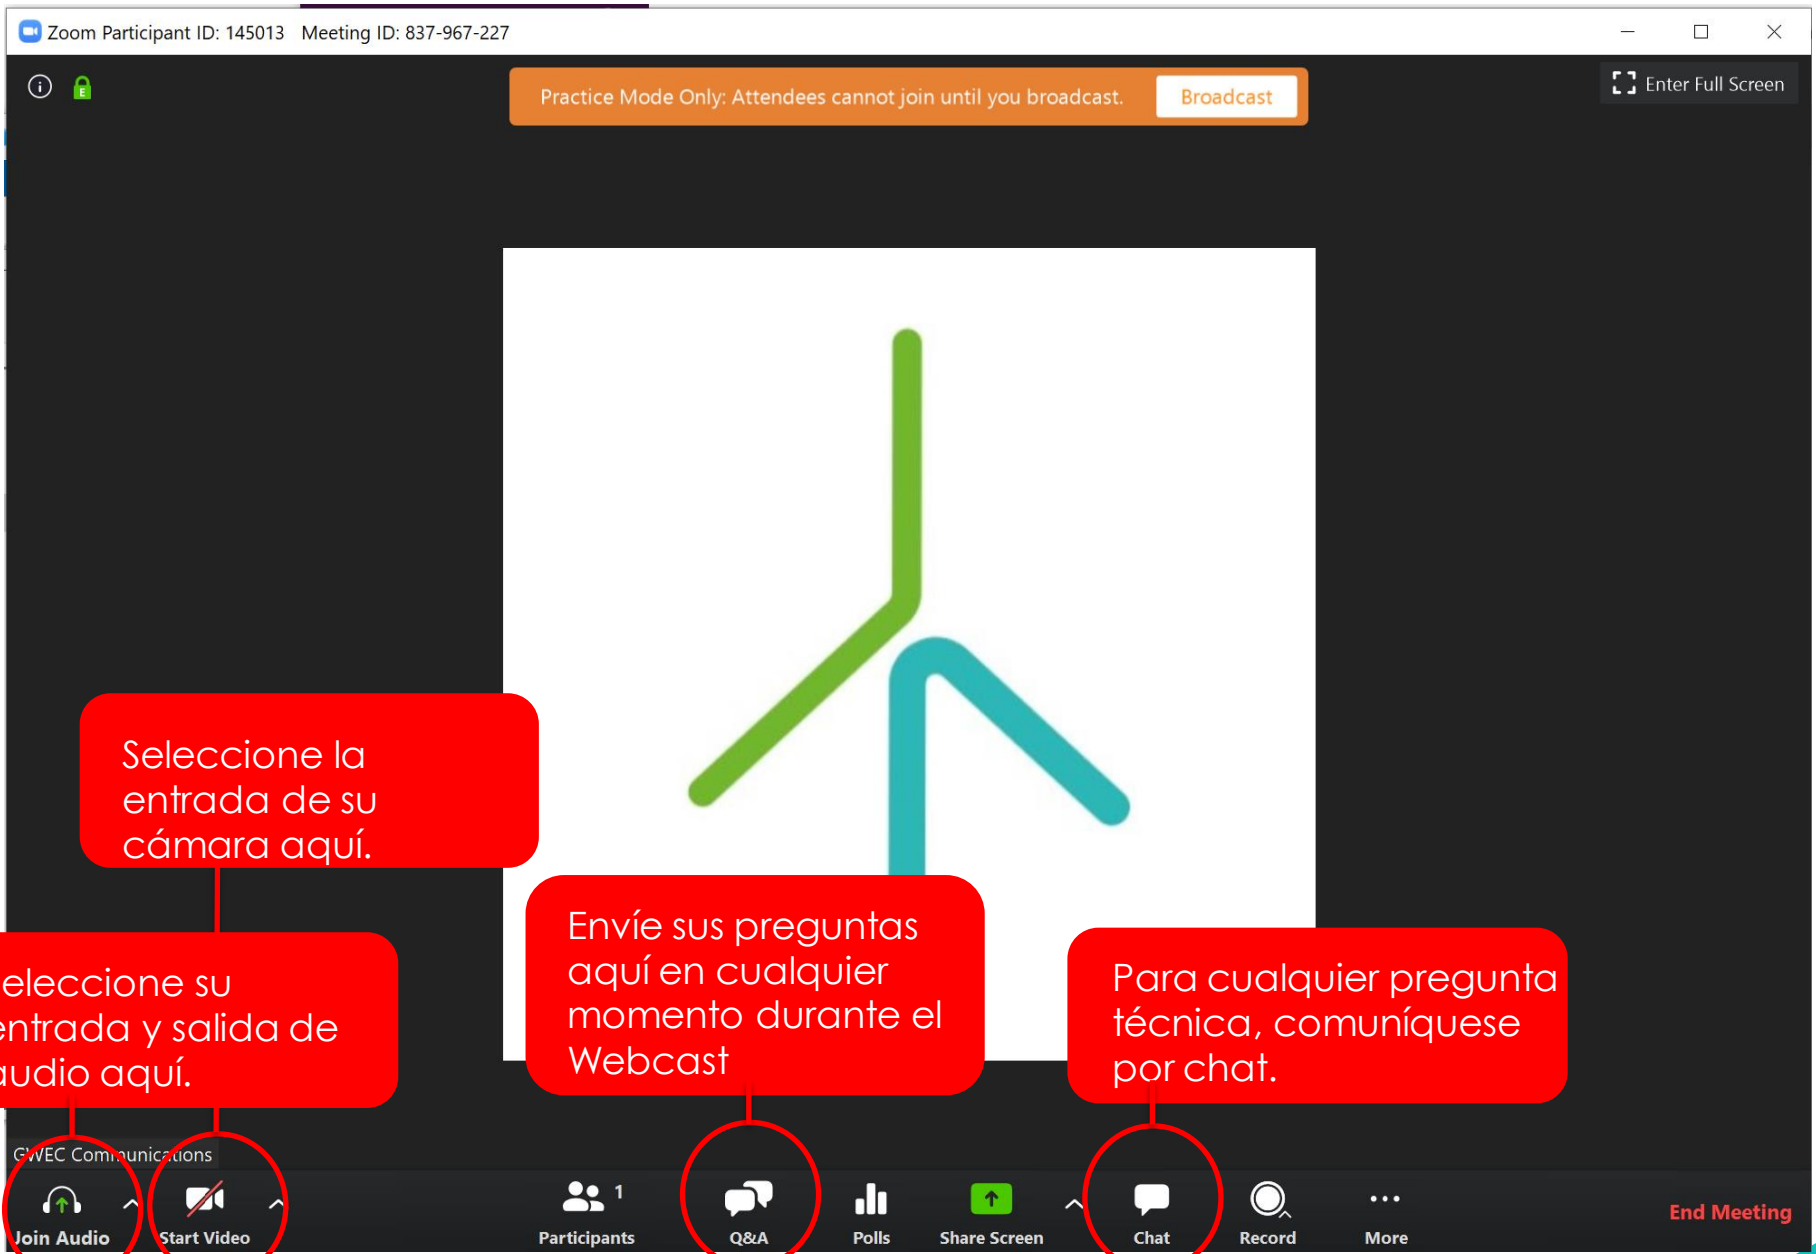 Zoom Participant ID: 145013 Meeting ID: 837-967-227
Practice Mode Only: Attendees cannot join until you broadcast.
Broadcast
Enter Full Screen
E
Seleccione la
entrada de su
cámara aquí.
eleccione su
entrada y salida de
audio aquí.
Envíe sus preguntas
aquí en cualquier
momento durante el
Webcast
Para cualquier pregunta
técnica, comuníquese
por chat.
GWEC Communications
Join Audio
Start Video
1
Participants
Q&A
Polls
Share Screen
Chat
Record
More
End Meeting